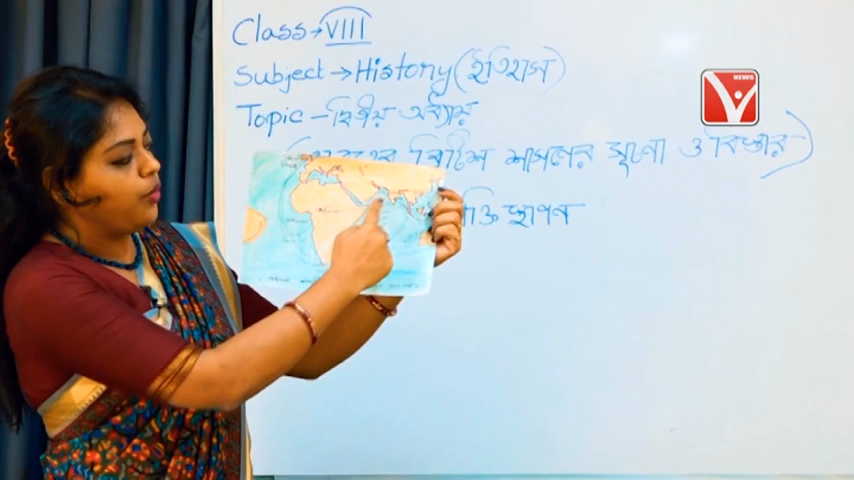 Class→VIII
Subject→History(ইতিহাস)
Topic–দ্বিতীয় অধ্যায়
ব্রিটিশ শাসনের সূচনা ও বিস্তার)
স্থাপন
NEWS